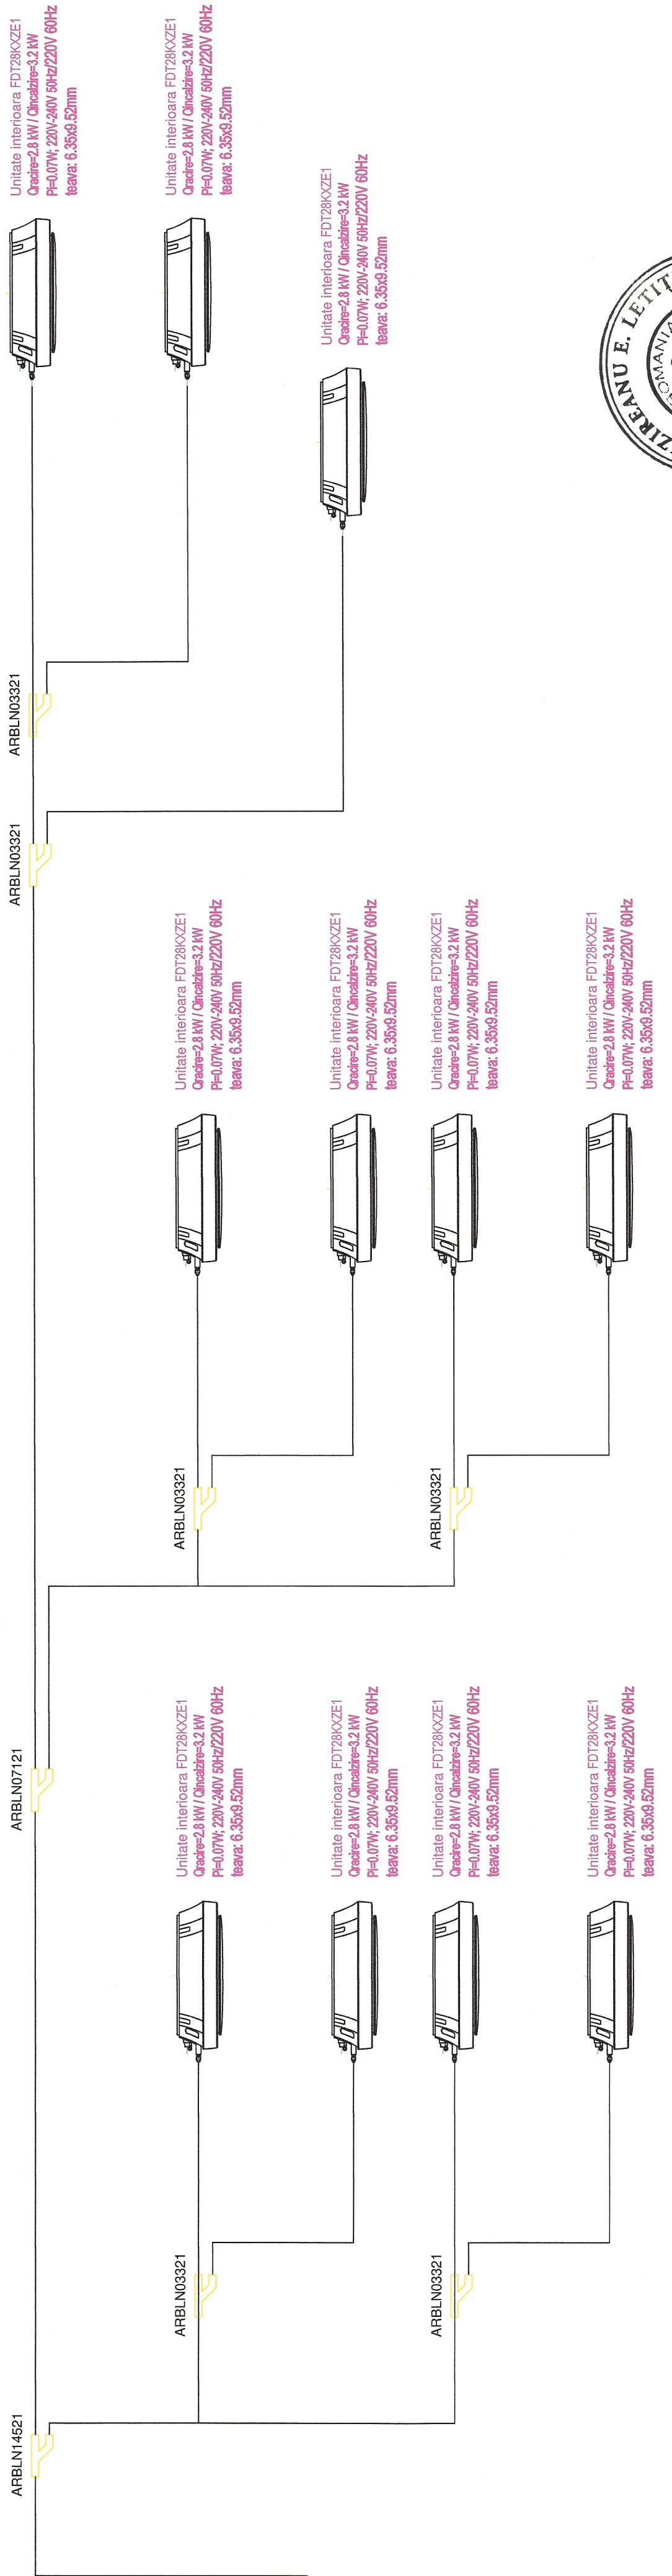 Unitate interioara FDT28KXZE1
Qracire=2.8 kW / Qincalzire=3.2 kW
Pi=0.07W; 220V-240V 50Hz/220V 60Hz
teava: 6.35x9.52mm
Unitate interioara FDT28KXZE1
Qracire=2.8 kW / Qincalzire=3.2 kW
Pi=0.07W; 220V-240V 50Hz/220V 60Hz
teava: 6.35x9.52mm
Unitate interioara FDT28KXZE1
Qracire=2.8 kW / Qincalzire=3.2 kW
Pi=0.07W; 220V-240V 50Hz/220V 60Hz
teava: 6.35x9.52mm
ARBLN03321
ARBLN03321
Unitate interioara FDT28KXZE1
Qracire=2.8 kW / Qincalzire=3.2 kW
Pi=0.07W; 220V-240V 50Hz/220V 60Hz
teava: 6.35x9.52mm
Unitate interioara FDT28KXZE1
Qracire=2.8 kW / Qincalzire=3.2 kW
Pi=0.07W; 220V-240V 50Hz/220V 60Hz
teava: 6.35x9.52mm
Unitate interioara FDT28KXZE1
Qracire=2.8 kW / Qincalzire=3.2 kW
Pi=0.07W; 220V-240V 50Hz/220V 60Hz
teava: 6.35x9.52mm
Unitate interioara FDT28KXZE1
Qracire=2.8 kW / Qincalzire=3.2 kW
Pi=0.07W; 220V-240V 50Hz/220V 60Hz
teava: 6.35x9.52mm
ARBLN03321
ARBLN03321
ARBLN07121
Unitate interioara FDT28KXZE1
Qracire=2.8 kW / Qincalzire=3.2 kW
Pi=0.07W; 220V-240V 50Hz/220V 60Hz
teava: 6.35x9.52mm
Unitate interioara FDT28KXZE1
Qracire=2.8 kW / Qincalzire=3.2 kW
Pi=0.07W; 220V-240V 50Hz/220V 60Hz
teava: 6.35x9.52mm
Unitate interioara FDT28KXZE1
Qracire=2.8 kW / Qincalzire=3.2 kW
Pi=0.07W; 220V-240V 50Hz/220V 60Hz
teava: 6.35x9.52mm
Unitate interioara FDT28KXZE1
Qracire=2.8 kW / Qincalzire=3.2 kW
Pi=0.07W; 220V-240V 50Hz/220V 60Hz
teava: 6.35x9.52mm
ARBLN03321
ARBLN03321
ARBLN14521
E.